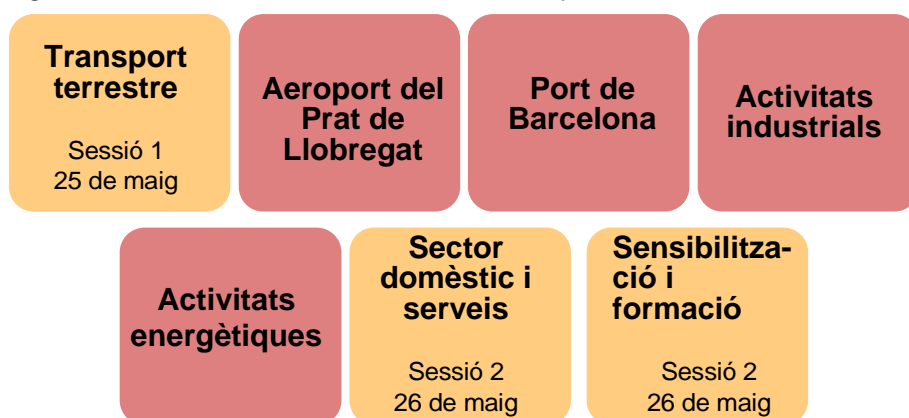 Transport
terrestre
Sessió 1
25 de maig
Aeroport del
Prat de
Llobregat
Port de
Barcelona
Activitats
industrials
Activitats
energètiques
Sector
domèstic i
serveis
Sessió 2
26 de maig
Sensibilitza-
ció i
formació
Sessió 2
26 de maig